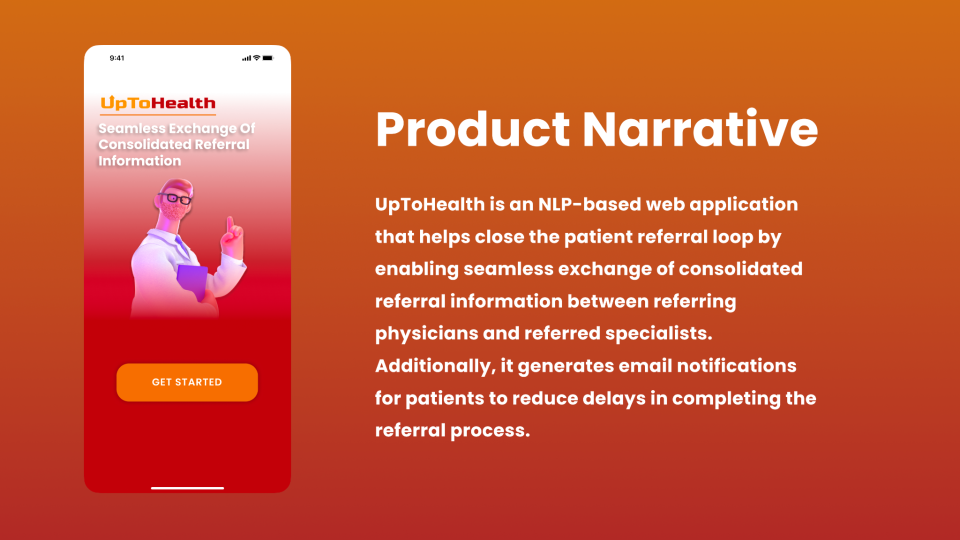 9:41
UpToHealth
Seamless Exchange Of
Consolidated Referral
Information
GET STARTED
Product Narrative
UpToHealth is an NLP-based web application
that helps close the patient referral loop by
enabling seamless exchange of consolidated
referral information between referring
physicians and referred specialists.
Additionally, it generates email notifications
for patients to reduce delays in completing the
referral process.